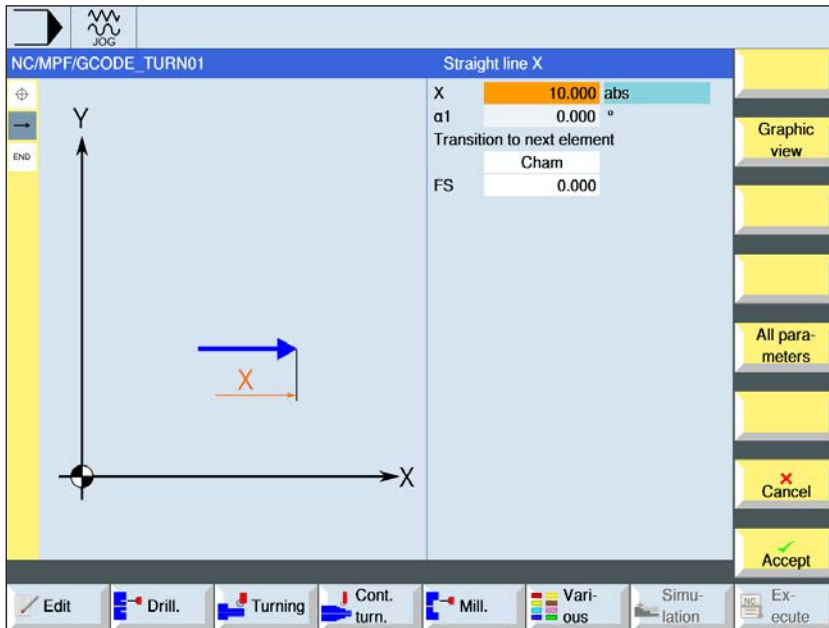 JOG
NC/MPF/GCODE_TURN01
Straight line X
X 10.000 abs
α1 0.000 °
Transition to next element
Cham
FS 0.000
END
Y
X
X
Graphic
view
All para-
meters
Cancel
Accept
Edit
Drill.
Turning
Cont.
turn.
Mill.
Vari-
ous
Simu-
lation
NC
Ex-
ecute